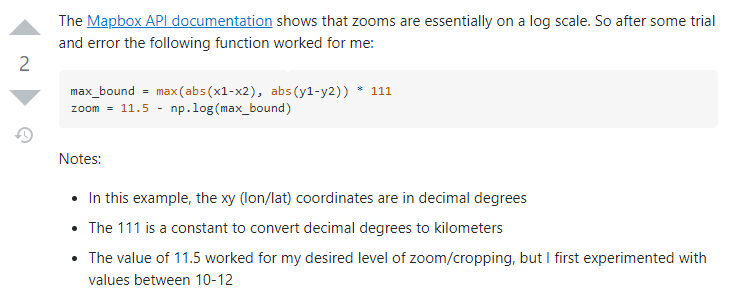 The Mapbox API documentation shows that zooms are essentially on a log scale. So after some trial
and error the following function worked for me:
2
max_bound = max(abs(x1-x2), abs(y1-y2)) * 111
zoom = 11.5 - np.log(max_bound)
Notes:
• In this example, the xy (lon/lat) coordinates are in decimal degrees
• The 111 is a constant to convert decimal degrees to kilometers
• The value of 11.5 worked for my desired level of zoom/cropping, but I first experimented with
values between 10-12